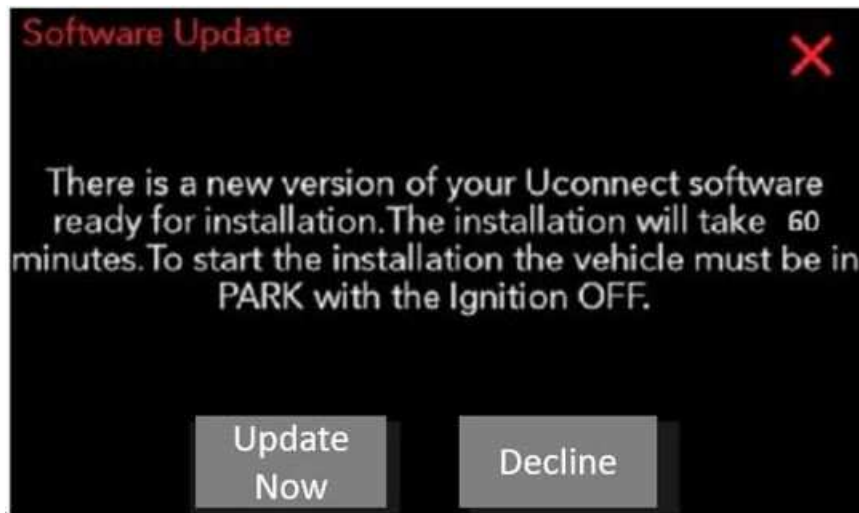 Software Update
There is a new version of your Uconnect software
ready for installation.The installation will take 60
minutes.To start the installation the vehicle must be in
PARK with the Ignition OFF.
Update
Now
Decline